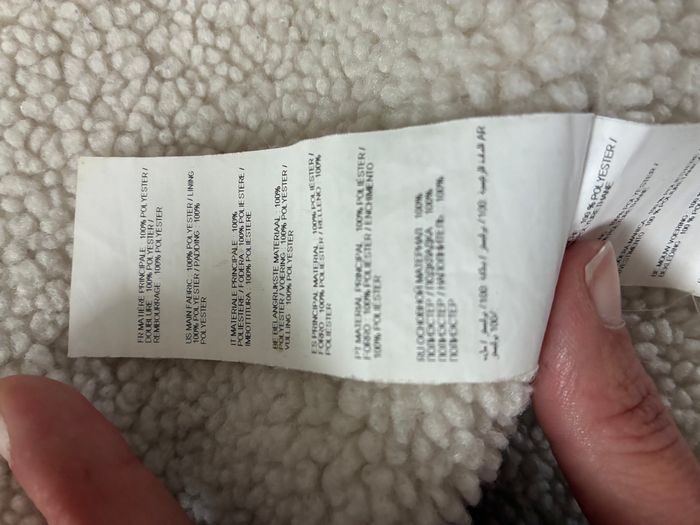 FR MATIÈRE PRINCIPALE 100% POLYESTER /
DOUBLURE 100% POLYESTER /
REMBOURRAGE 100% POLYESTER
US MAIN FABRIC 100% POLYESTER / LINING
100% POLYESTER / PADDING 100%
POLYESTER
IT MATERIALE PRINCIPALE 100%
POLIESTERE / FODERA 100% POLIESTERE /
IMBOTTITURA 100% POLIESTERE
BE BELANGRIJKSTE MATERIAAL 100%
POLYESTER / VOERING 100% POLYESTER /
VULLING 100% POLYESTER
ES PRINCIPAL MATERIAL 100% POLIÉSTER /
FORRO 100% POLIÉSTER / RELLENO 100%
POLIÉSTER
PT MATERIAL PRINCIPAL 100% POLIÉSTER /
FORRO 100% POLIÉSTER / ENCHIMENTO
100% POLIÉSTER
RU ОСНОВНОЙ МАТЕРИАЛ 100%
ПОЛИЭСТЕР / ПОДКЛАДКА 100%
ПОЛИЭСТЕР / НАПОЛНИТЕЛЬ 100%
ПОЛИЭСТЕР
AR
100%
% POLYESTER /